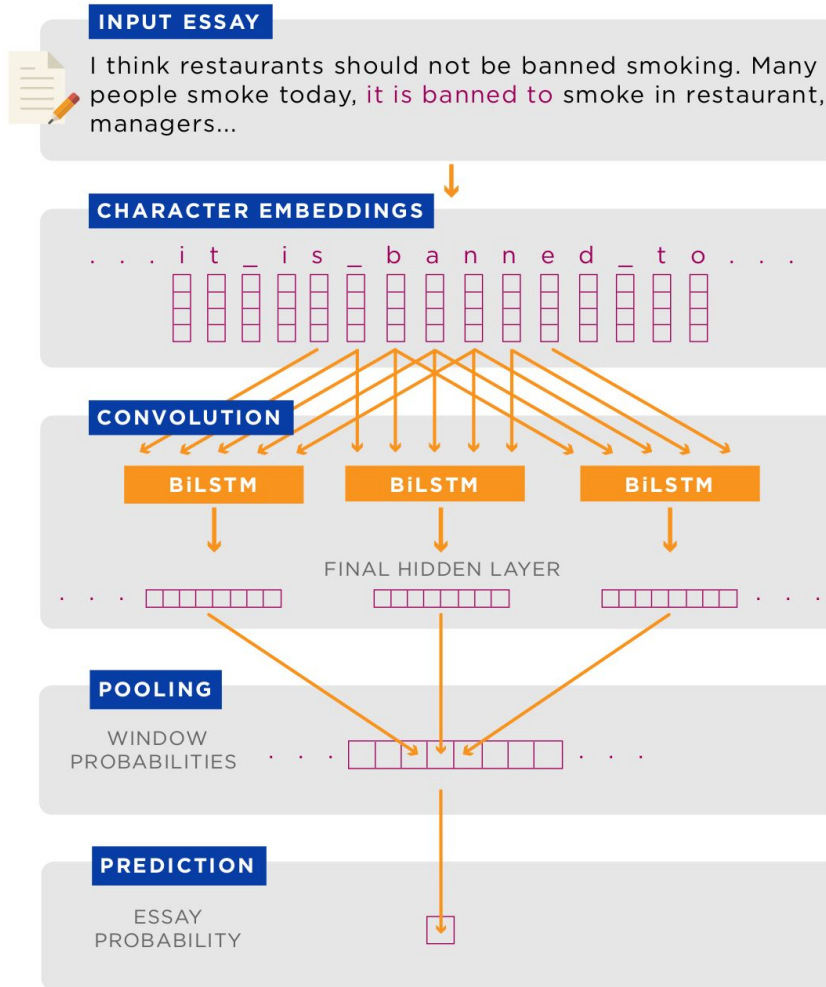 INPUT ESSAY
I think restaurants should not be banned smoking. Many
people smoke today, it is banned to smoke in restaurant,
managers...
CHARACTER EMBEDDINGS
. . . i t _ i s _ b a n n e d _ t o . . .
CONVOLUTION
BiLSTM BiLSTM BiLSTM
FINAL HIDDEN LAYER
. . . . . .
POOLING
WINDOW
PROBABILITIES . . . . . .
PREDICTION
ESSAY
PROBABILITY